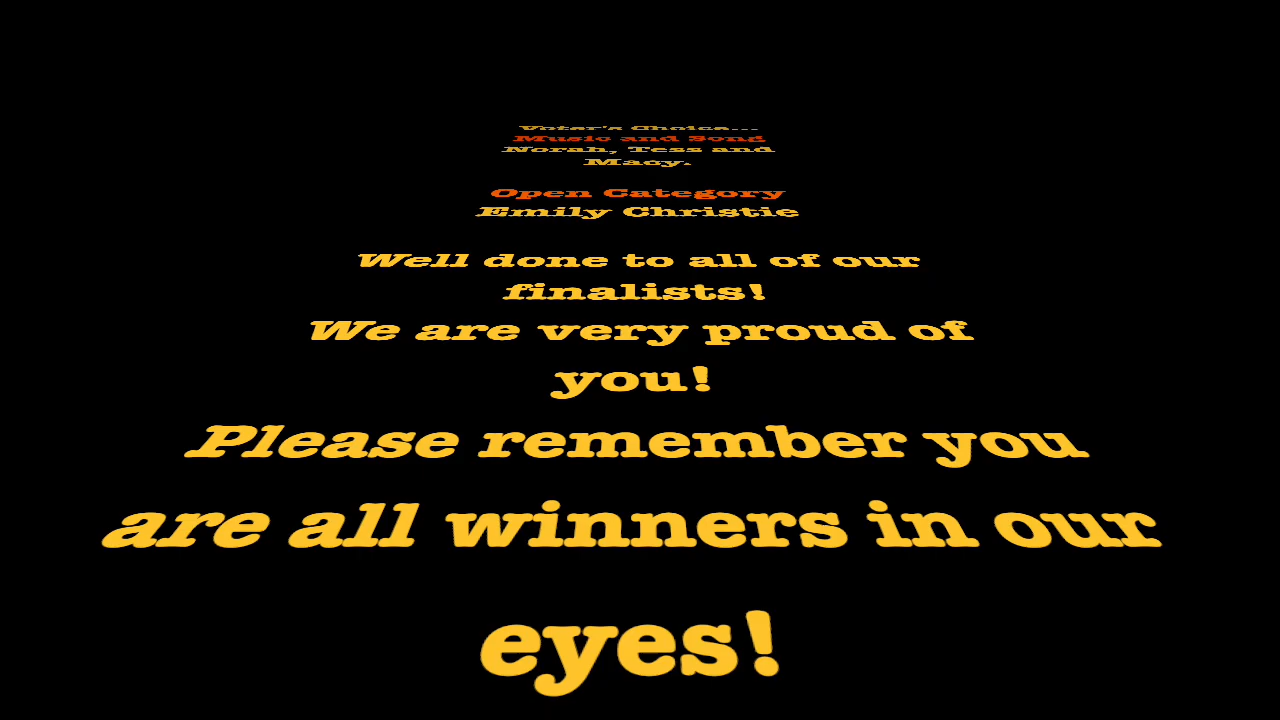 Voter's Choice...
Music and Song
Norah, Tess and
Macy.
Open Category
Emily Christie
Well done to all of our
finalists!
We are very proud of
you!
Please remember you
are all winners in our
eyes!